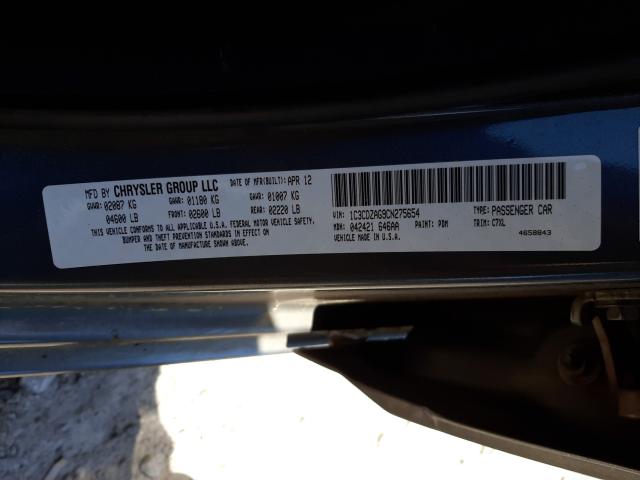 MFD BY CHRYSLER GROUP LLC
DATE OF MFR(BUILT): APR 12
GVWR: 02087 KG
GAWR: 01180 KG
GAWR: 01007 KG
04600 LB
FRONT: 02600 LB
REAR: 02220 LB
THIS VEHICLE CONFORMS TO ALL APPLICABLE U.S.A. FEDERAL MOTOR VEHICLE SAFETY,
BUMPER AND THEFT PREVENTION STANDARDS IN EFFECT ON
THE DATE OF MANUFACTURE SHOWN ABOVE.
VIN: 1C3CDZAG9CN275654
TYPE: PASSENGER CAR
MDH: 042421 646AA
PAINT: PDM
TRIM: C7XL
VEHICLE MADE IN U.S.A.
4658843